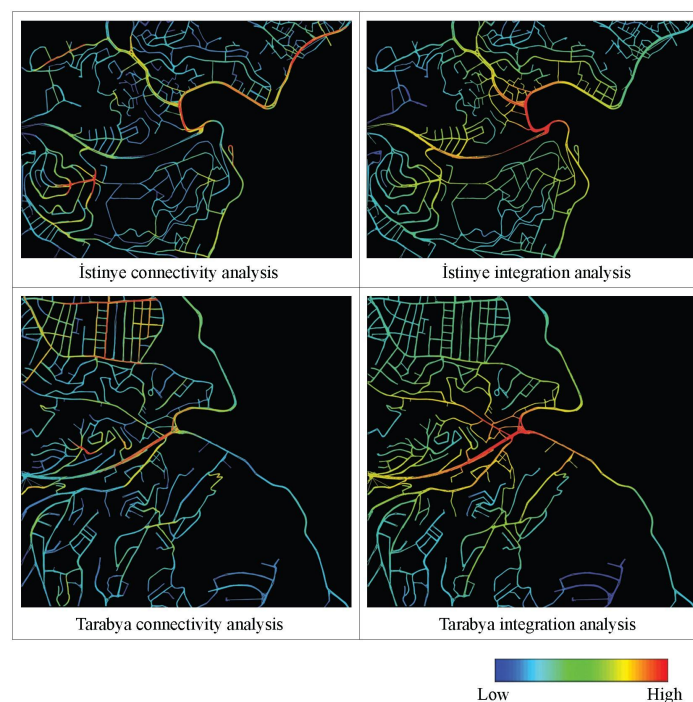 İstinye connectivity analysis
İstinye integration analysis
Tarabya connectivity analysis
Tarabya integration analysis
Low
High